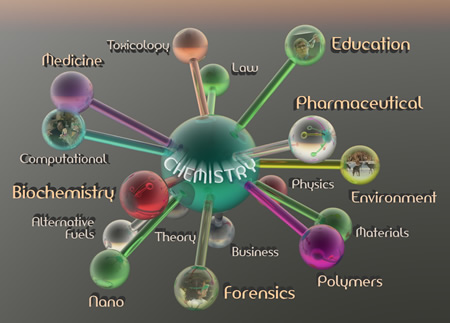 Toxicology
Education
Medicine
Law
Pharmaceutical
Computational
CHEMISTRY
Biochemistry
Physics
Environment
Alternative
Fuels
Theory
Business
Materials
Polymers
Nano
Forensics